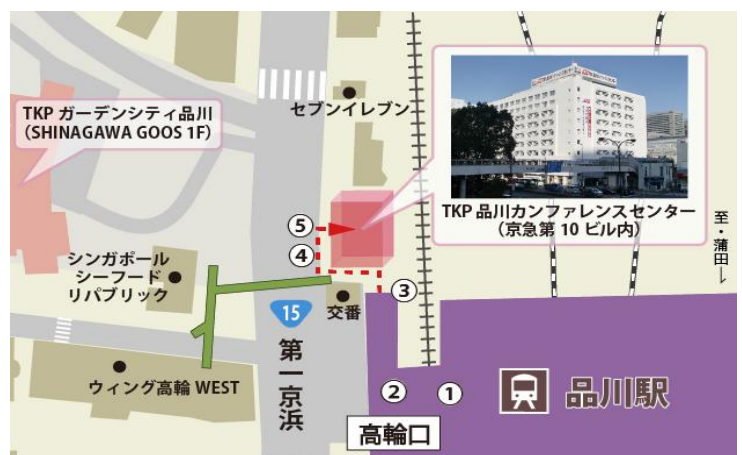 TKP ガーデンシティ品川
(SHINAGAWA GOOS 1F)
セブンイレブン
TKP 品川カンファレンスセンター
(京急第 10 ビル内)
至・蒲田→
シンガポール
シーフード
リパブリック
⑤
④
③
15
交番
第一京浜
ウィング高輪 WEST
②
①
品川駅
高輪口